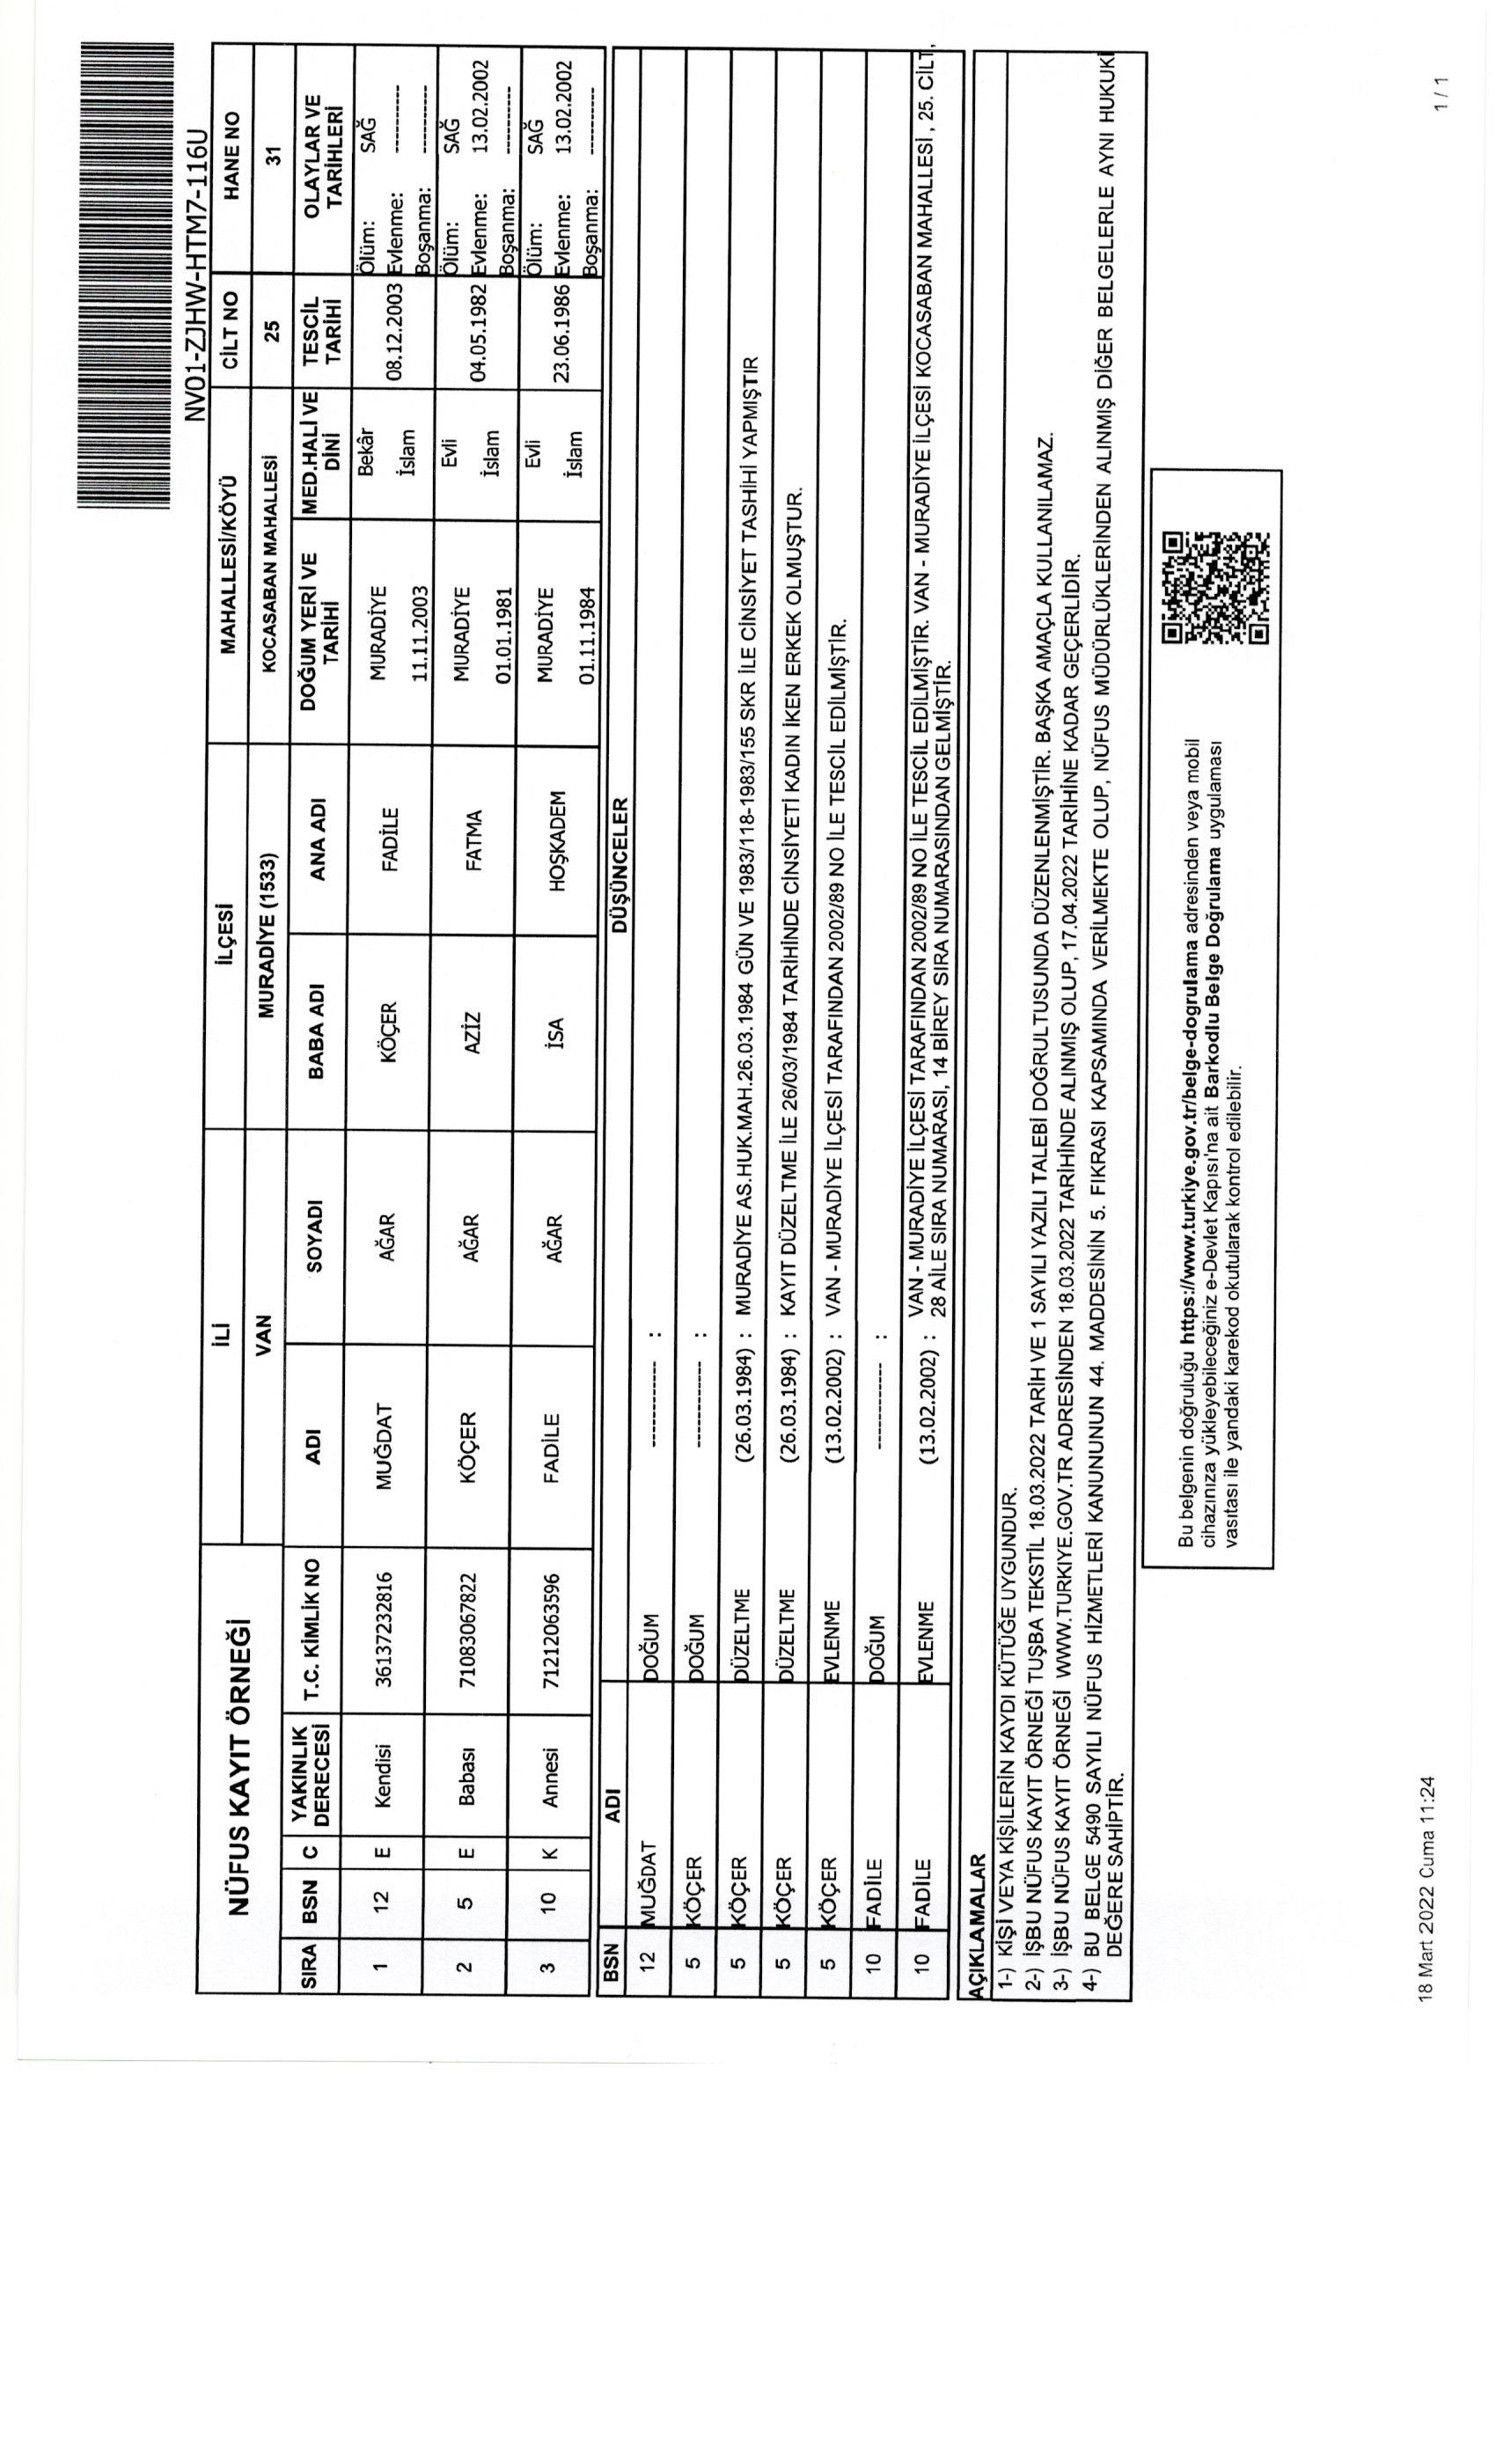 NV01-ZJHW-HTM7-116U
NÜFUS KAYIT ÖRNEĞİ
İLİ İLÇESİ MAHALLESİ/KÖYÜ CİLT NO HANE NO
VAN MURADİYE (1533) KOCASABAN MAHALLESİ 25 31
SIRA BSN C YAKINLIK DERECESİ T.C. KİMLİK NO ADI SOYADI BABA ADI ANA ADI DOĞUM YERİ VE TARİHİ MED.HALİ VE DİNİ TESCİL TARİHİ OLAYLAR VE TARİHLERİ
1 12 E Kendisi 36137232816 MUĞDAT AĞAR KÖÇER FADİLE MURADİYE 11.11.2003 Bekâr İslam 08.12.2003 Ölüm: SAĞ
Evlenme: ----------
Boşanma: ----------
2 5 E Babası 71083067822 KÖÇER AĞAR AZİZ FATMA MURADİYE 01.01.1981 Evli İslam 04.05.1982 Ölüm: SAĞ
Evlenme: 13.02.2002
Boşanma: ----------
3 10 K Annesi 71212063596 FADİLE AĞAR İSA HOŞKADEM MURADİYE 01.11.1984 Evli İslam 23.06.1986 Ölüm: SAĞ
Evlenme: 13.02.2002
Boşanma: ----------
BSN ADI DÜŞÜNCELER
12 MUĞDAT DOĞUM ------------ :
5 KÖÇER DOĞUM ------------ :
5 KÖÇER DÜZELTME (26.03.1984) : MURADİYE AS.HUK.MAH.26.03.1984 GÜN VE 1983/118-1983/155 SKR İLE CİNSİYET TASHİHİ YAPMIŞTIR
5 KÖÇER DÜZELTME (26.03.1984) : KAYIT DÜZELTME İLE 26/03/1984 TARİHİNDE CİNSİYETİ KADIN İKEN ERKEK OLMUŞTUR.
5 KÖÇER EVLENME (13.02.2002) : VAN - MURADİYE İLÇESİ TARAFINDAN 2002/89 NO İLE TESCİL EDİLMİŞTİR.
10 FADİLE DOĞUM ------------ :
10 FADİLE EVLENME (13.02.2002) : VAN - MURADİYE İLÇESİ TARAFINDAN 2002/89 NO İLE TESCİL EDİLMİŞTİR. VAN - MURADİYE İLÇESİ KOCASABAN MAHALLESİ , 25. CİLT,
28 AİLE SIRA NUMARASI, 14 BİREY SIRA NUMARASINDAN GELMİŞTİR.
AÇIKLAMALAR
1-) KİŞİ VEYA KİŞİLERİN KAYDI KÜTÜĞE UYGUNDUR.
2-) İŞBU NÜFUS KAYIT ÖRNEĞİ TUŞBA TEKSTİL 18.03.2022 TARİH VE 1 SAYILI YAZILI TALEBİ DOĞRULTUSUNDA DÜZENLENMİŞTİR. BAŞKA AMAÇLA KULLANILAMAZ.
3-) İŞBU NÜFUS KAYIT ÖRNEĞİ WWW.TURKIYE.GOV.TR ADRESİNDEN 18.03.2022 TARİHİNDE ALINMIŞ OLUP, 17.04.2022 TARİHİNE KADAR GEÇERLİDİR.
4-) BU BELGE 5490 SAYILI NÜFUS HİZMETLERİ KANUNUNUN 44. MADDESİNİN 5. FIKRASI KAPSAMINDA VERİLMEKTE OLUP, NÜFUS MÜDÜRLÜKLERİNDEN ALINMIŞ DİĞER BELGELERLE AYNI HUKUKİ
DEĞERE SAHİPTİR.
Bu belgenin doğruluğu https://www.turkiye.gov.tr/belge-dogrulama adresinden veya mobil
cihazınıza yükleyebileceğiniz e-Devlet Kapısı'na ait Barkodlu Belge Doğrulama uygulaması
vasıtası ile yandaki karekod okutularak kontrol edilebilir.
18 Mart 2022 Cuma 11:24
1 / 1